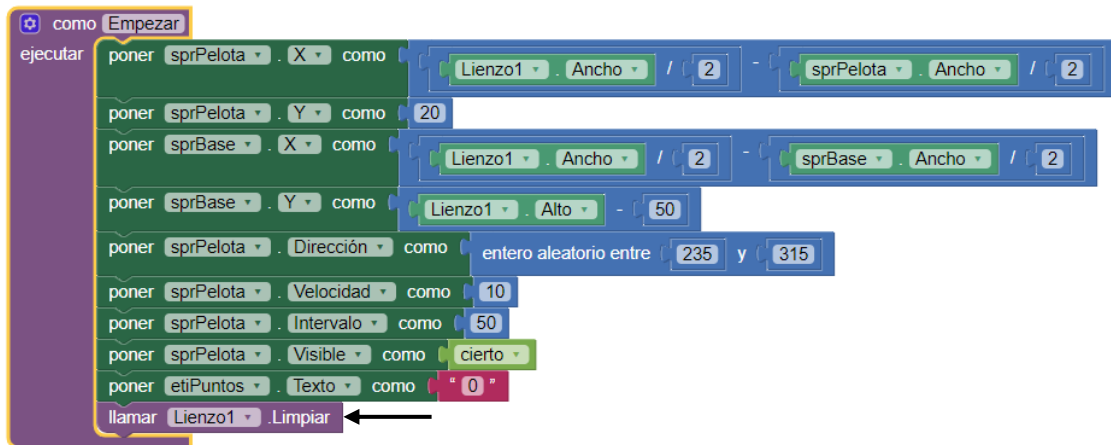 como Empezar
ejecutar poner sprPelota . X como Lienzo1 . Ancho / 2 - sprPelota . Ancho / 2
poner sprPelota . Y como 20
poner sprBase . X como Lienzo1 . Ancho / 2 - sprBase . Ancho / 2
poner sprBase . Y como Lienzo1 . Alto - 50
poner sprPelota . Dirección como entero aleatorio entre 235 y 315
poner sprPelota . Velocidad como 10
poner sprPelota . Intervalo como 50
poner sprPelota . Visible como cierto
poner etiPuntos . Texto como “ 0 ”
llamar Lienzo1 .Limpiar